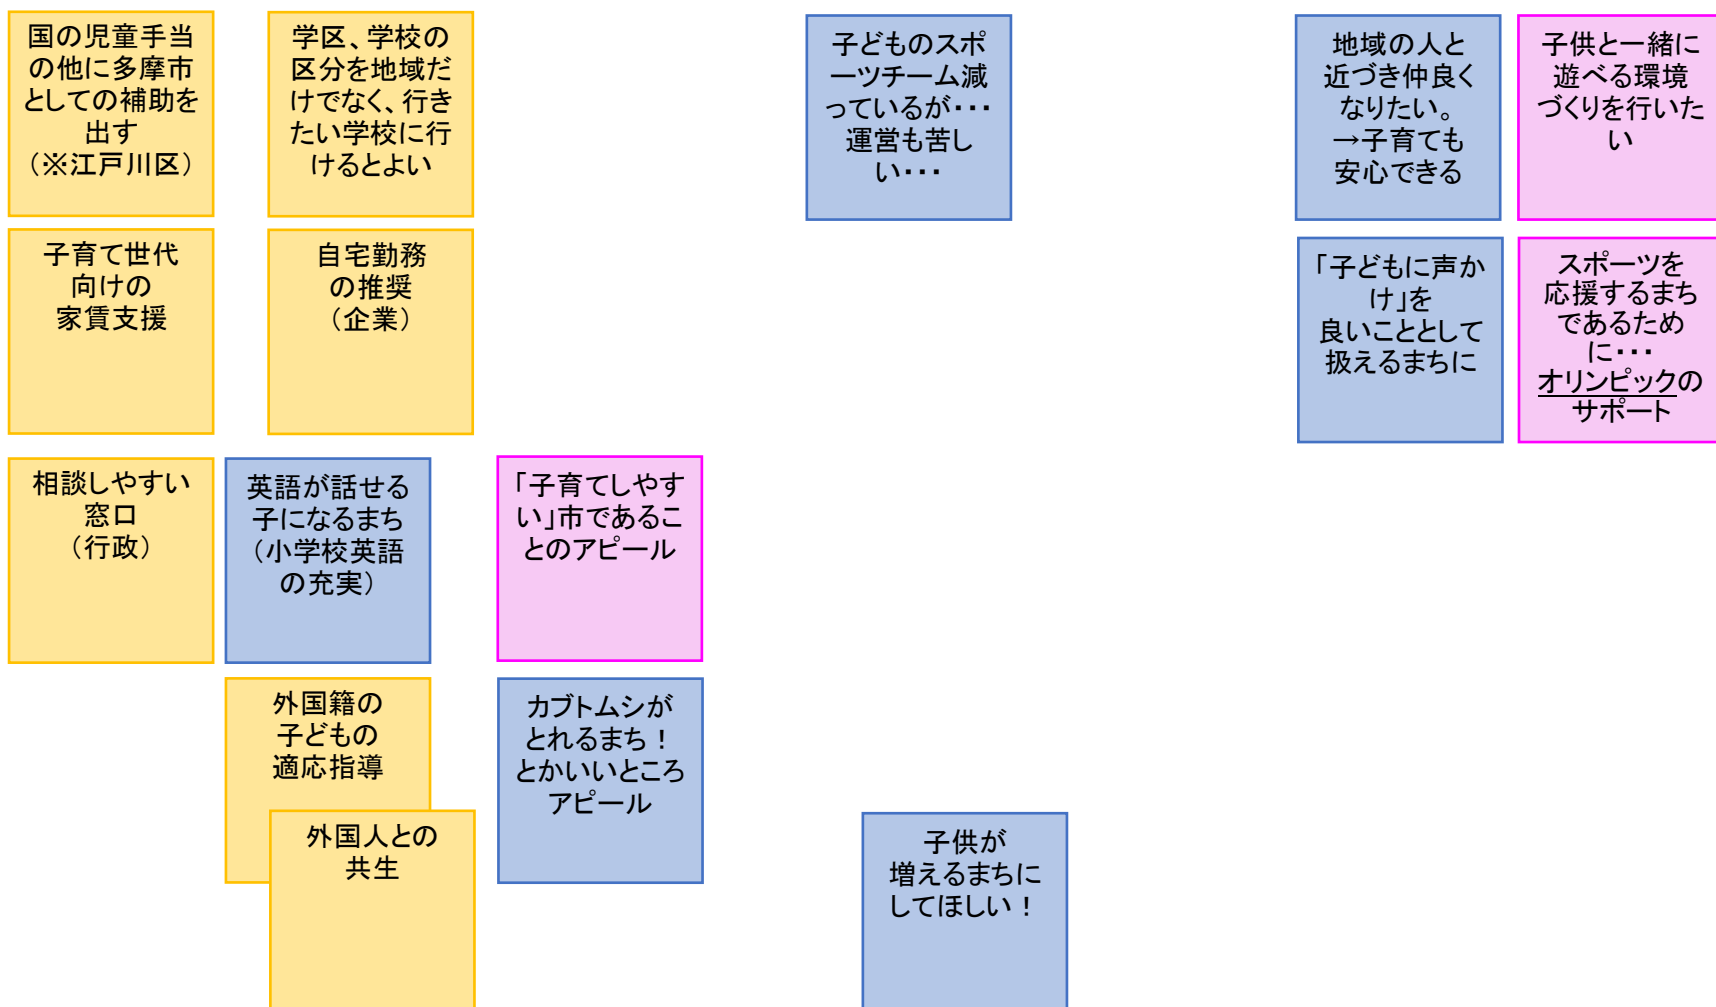 国の児童手当
の他に多摩市
としての補助を
出す
（※江戸川区）
学区、学校の
区分を地域だ
けでなく、行き
たい学校に行
けるとよい
子どものスポ
ーツチーム減
っているが・・・
運営も苦し
い・・・
地域の人と
近づき仲良く
なりたい。
→子育ても
安心できる
子供と一緒に
遊べる環境
づくりを行いた
い
子育て世代
向けの
家賃支援
自宅勤務
の推奨
（企業）
「子どもに声か
け」を
良いこととして
扱えるまちに
スポーツを
応援するまち
であるため
に・・・
オリンピックの
サポート
相談しやすい
窓口
（行政）
英語が話せる
子になるまち
（小学校英語
の充実）
「子育てしやす
い」市であるこ
とのアピール
外国籍の
子どもの
適応指導
カブトムシが
とれるまち！
とかいいところ
アピール
外国人との
共生
子供が
増えるまちに
してほしい！